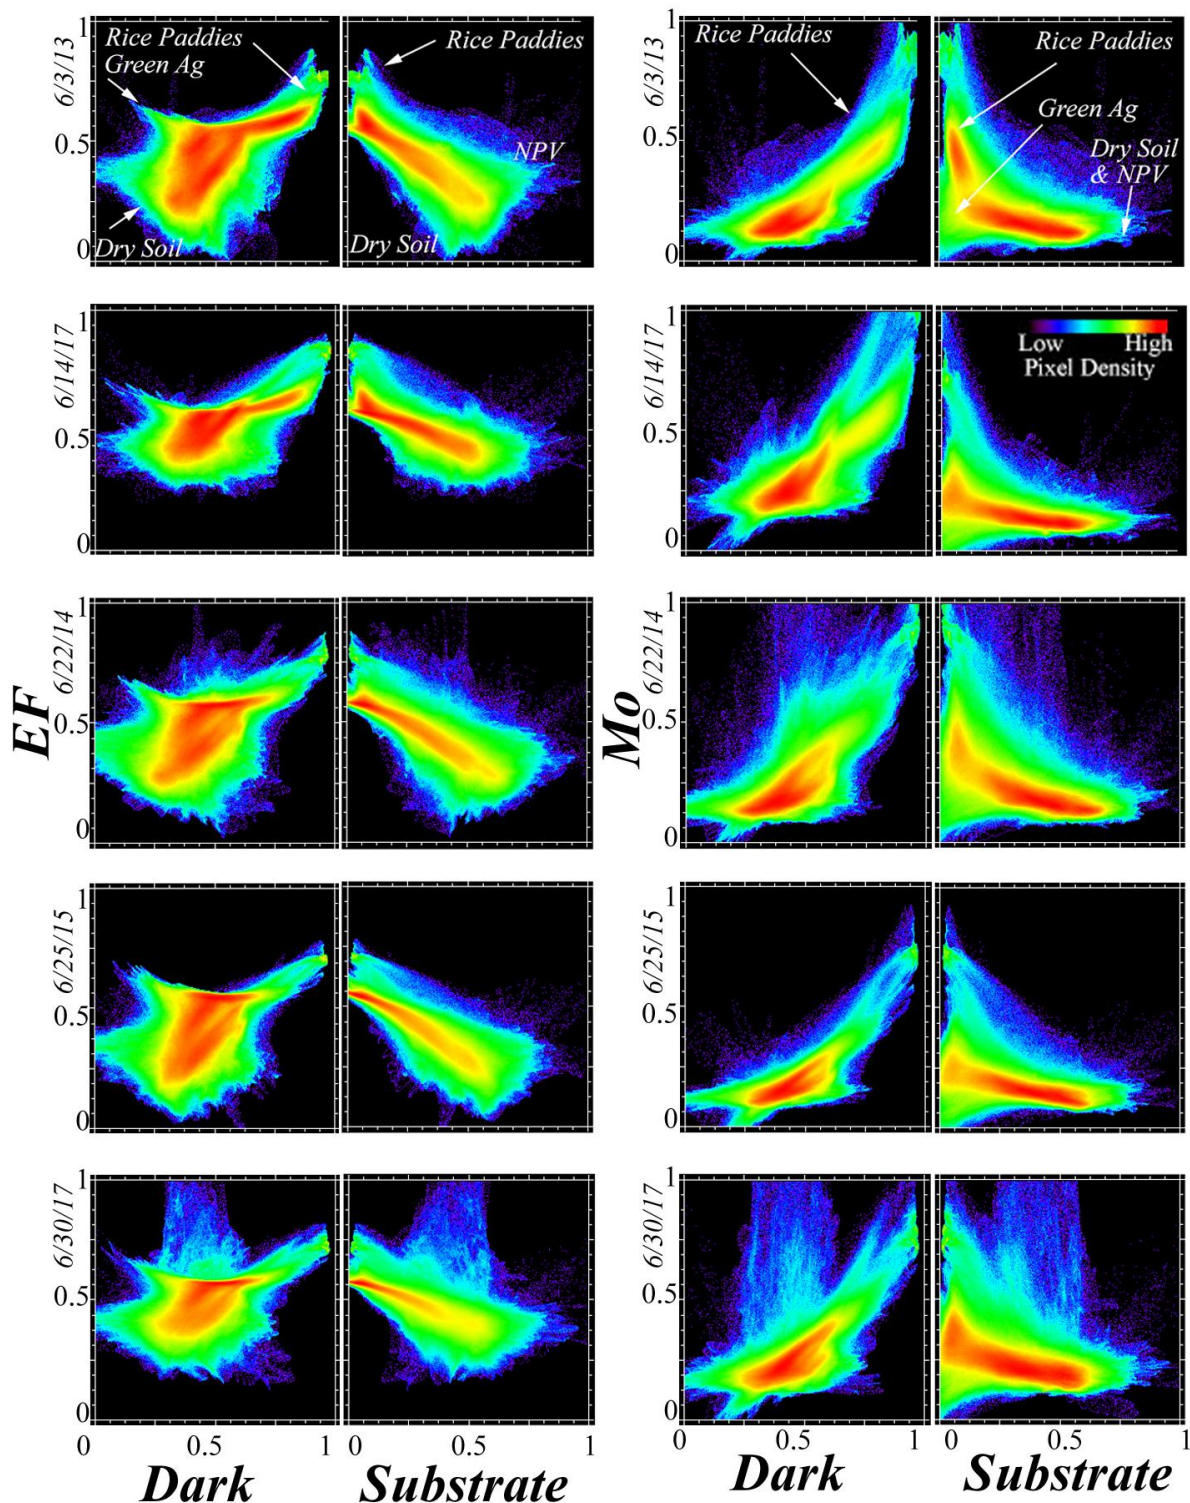 6/3/13
1
0.5
0
Rice Paddies
Green Ag
Dry Soil
Rice Paddies
NPV
Dry Soil
6/3/13
1
0.5
0
Rice Paddies
Rice Paddies
Green Ag
Dry Soil
& NPV
6/14/17
1
0.5
0
6/14/17
1
0.5
0
Low High
Pixel Density
EF
6/22/14
1
0.5
0
Mo
6/22/14
1
0.5
0
6/25/15
1
0.5
0
6/25/15
1
0.5
0
6/30/17
1
0.5
0
6/30/17
1
0.5
0
0 0.5 1 0.5 1
0 0.5 1 0 0.5 1
Dark Substrate
Dark Substrate